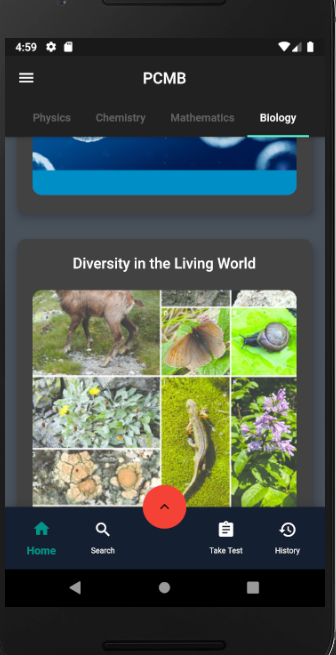 4:59
PCMB
Physics Chemistry Mathematics Biology
Diversity in the Living World
Home Search Take Test History